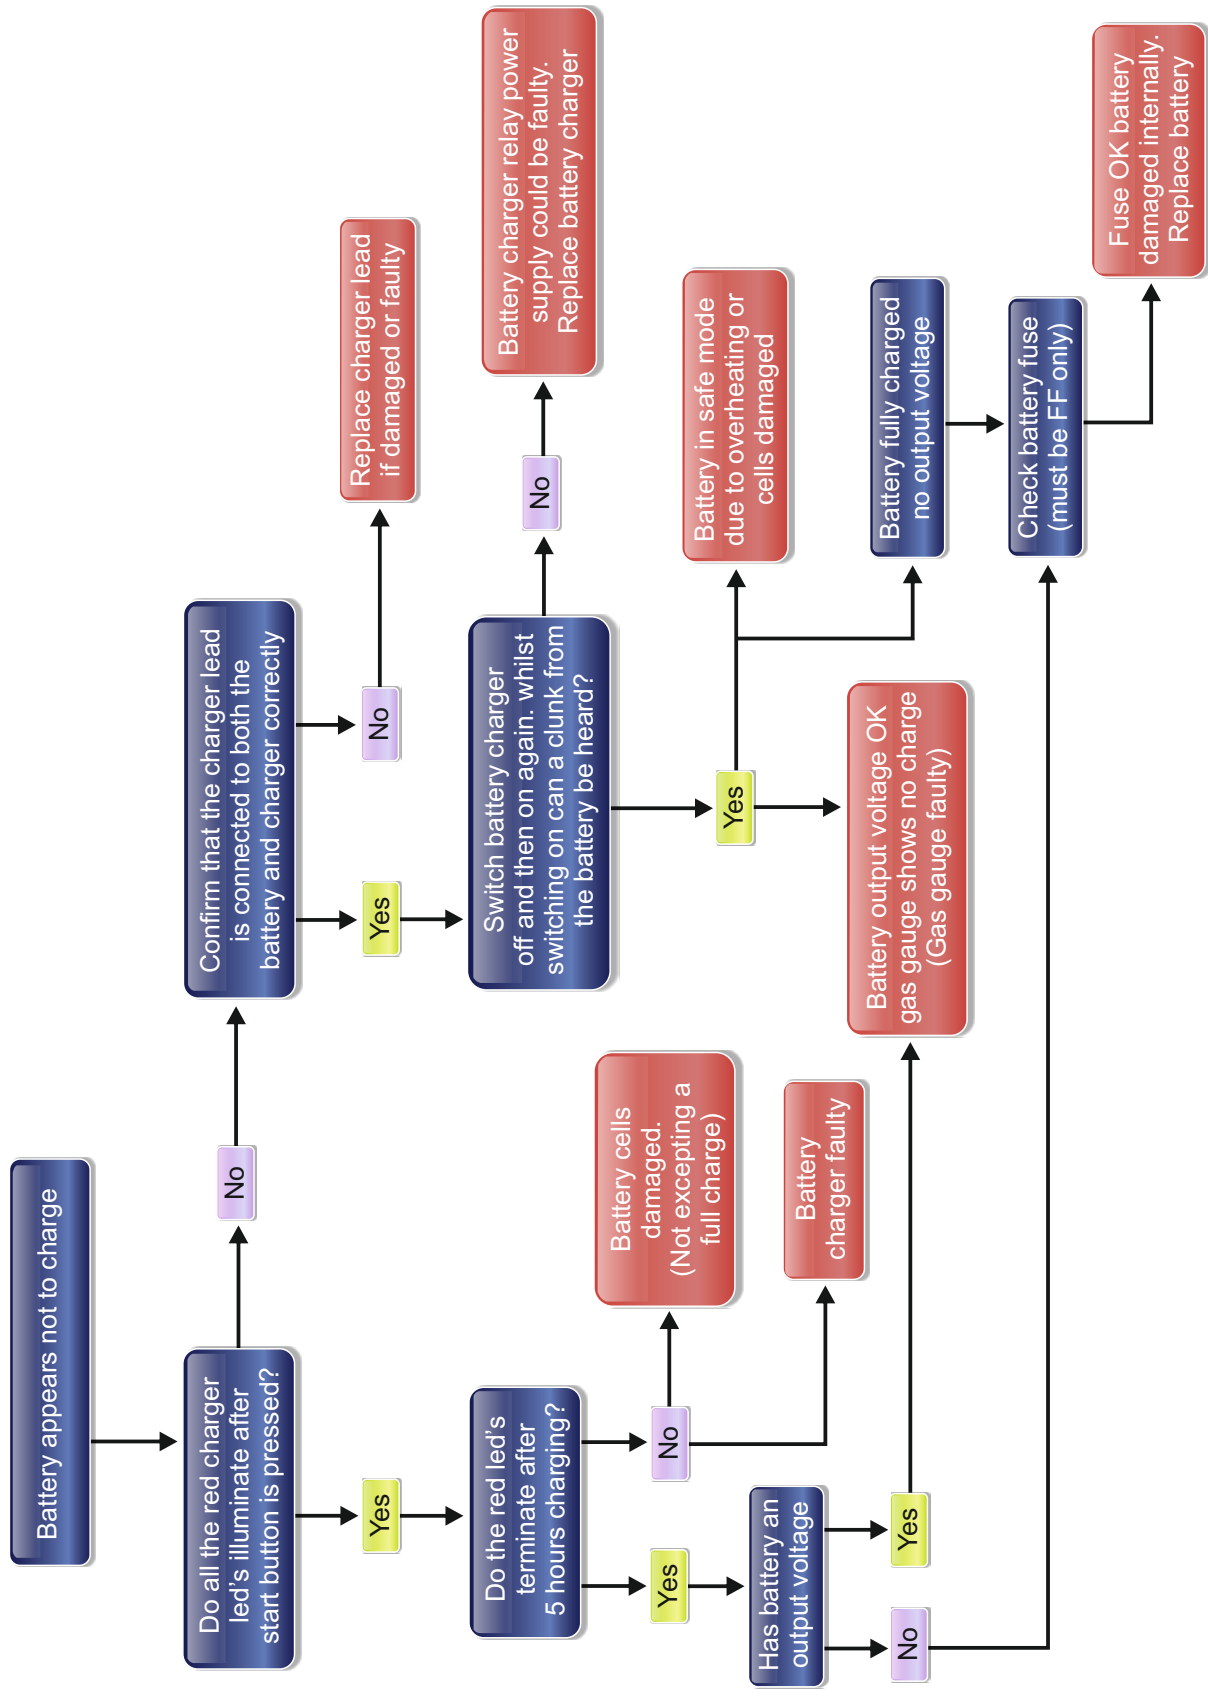 Battery appears not to charge
Do all the red charger
led's illuminate after
start button is pressed?
No
Confirm that the charger lead
is connected to both the
battery and charger correctly
No
Replace charger lead
if damaged or faulty
Yes
Switch battery charger
off and then on again. whilst
switching on can a clunk from
the battery be heard?
No
Battery charger relay power
supply could be faulty.
Replace battery charger
Yes
Battery in safe mode
due to overheating or
cells damaged
Battery fully charged
no output voltage
Check battery fuse
(must be FF only)
Fuse OK battery
damaged internally.
Replace battery
Battery output voltage OK
gas gauge shows no charge
(Gas gauge faulty)
Yes
Do the red led's
terminate after
5 hours charging?
No
Battery cells
damaged.
(Not excepting a
full charge)
Battery
charger faulty
Yes
Has battery an
output voltage
Yes
No